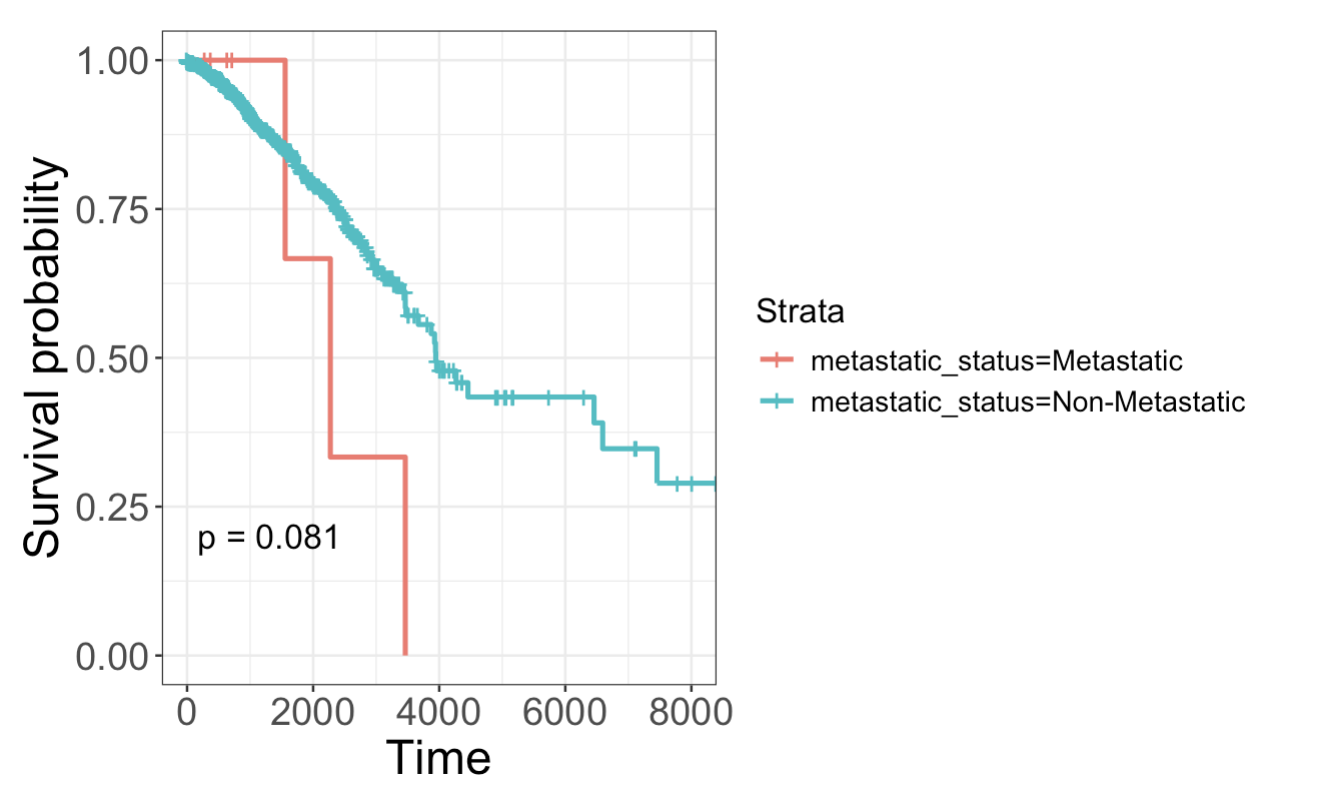 1.00
0.75
0.50
0.25
0.00
Survival probability
p = 0.081
0 2000 4000 6000 8000
Time
Strata
metastatic_status=Metastatic
metastatic_status=Non-Metastatic